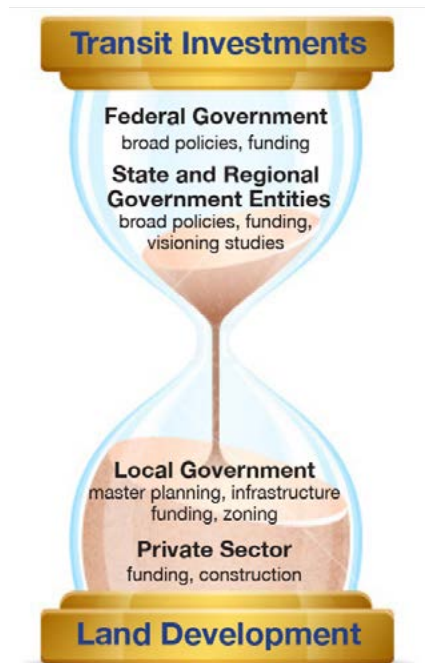 Transit Investments
Federal Government
broad policies, funding
State and Regional
Government Entities
broad policies, funding,
visioning studies
Local Government
master planning, infrastructure
funding, zoning
Private Sector
funding, construction
Land Development